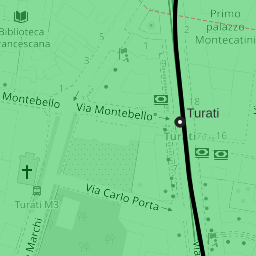 Primo
palazzo
Montecatini
Biblioteca
Francescana
3
5
1
2
Montebello
Via Montebello
18
Turati
Turati
16
Via Carlo Porta
Turati M3
Marchi
Via